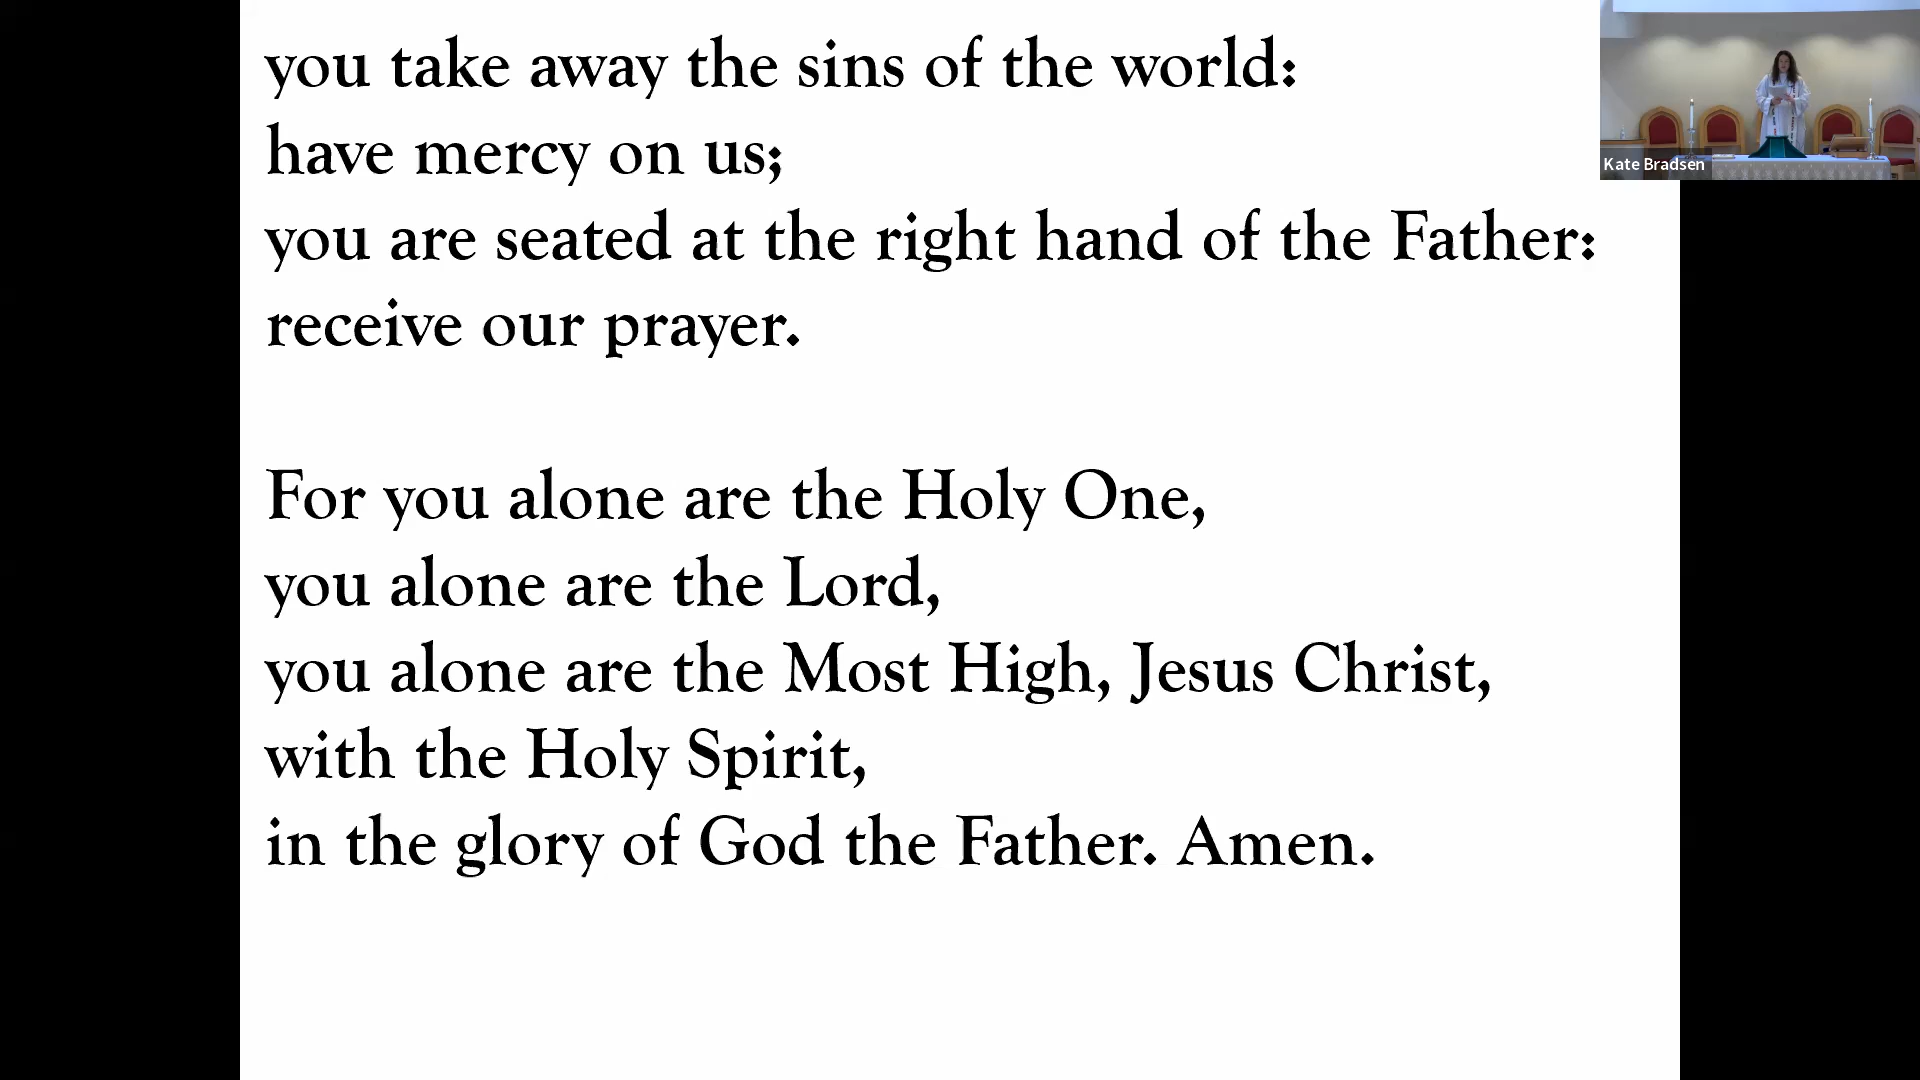 you take away the sins of the world:
have mercy on us;
you are seated at the right hand of the Father:
receive our prayer.
For you alone are the Holy One,
you alone are the Lord,
you alone are the Most High, Jesus Christ,
with the Holy Spirit,
in the glory of God the Father. Amen.
Kate Bradsen